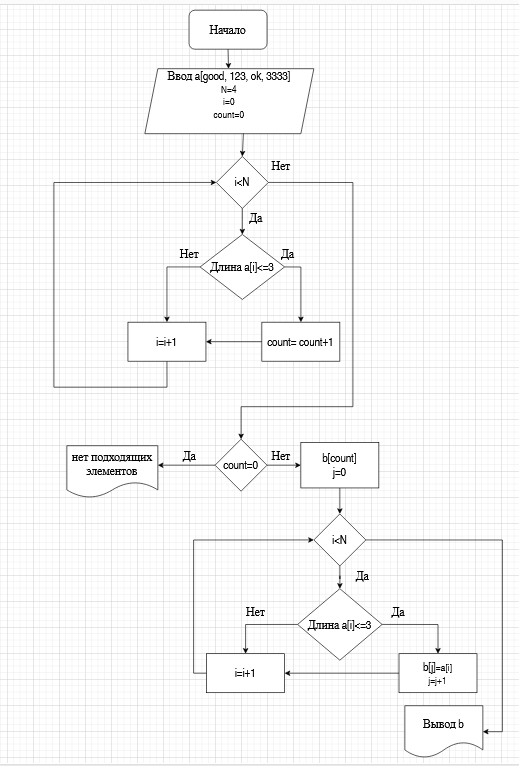 Начало
Ввод a[good, 123, ok, 3333]
N=4
i=0
count=0
Нет
i<N
Да
Нет
Да
Длина a[i]<=3
i=i+1
count= count+1
нет подходящих
элементов
Да
count=0
Нет
b[count]
j=0
i<N
Да
Нет
Да
Длина a[i]<=3
i=i+1
b[j]=a[i]
j=j+1
Вывод b